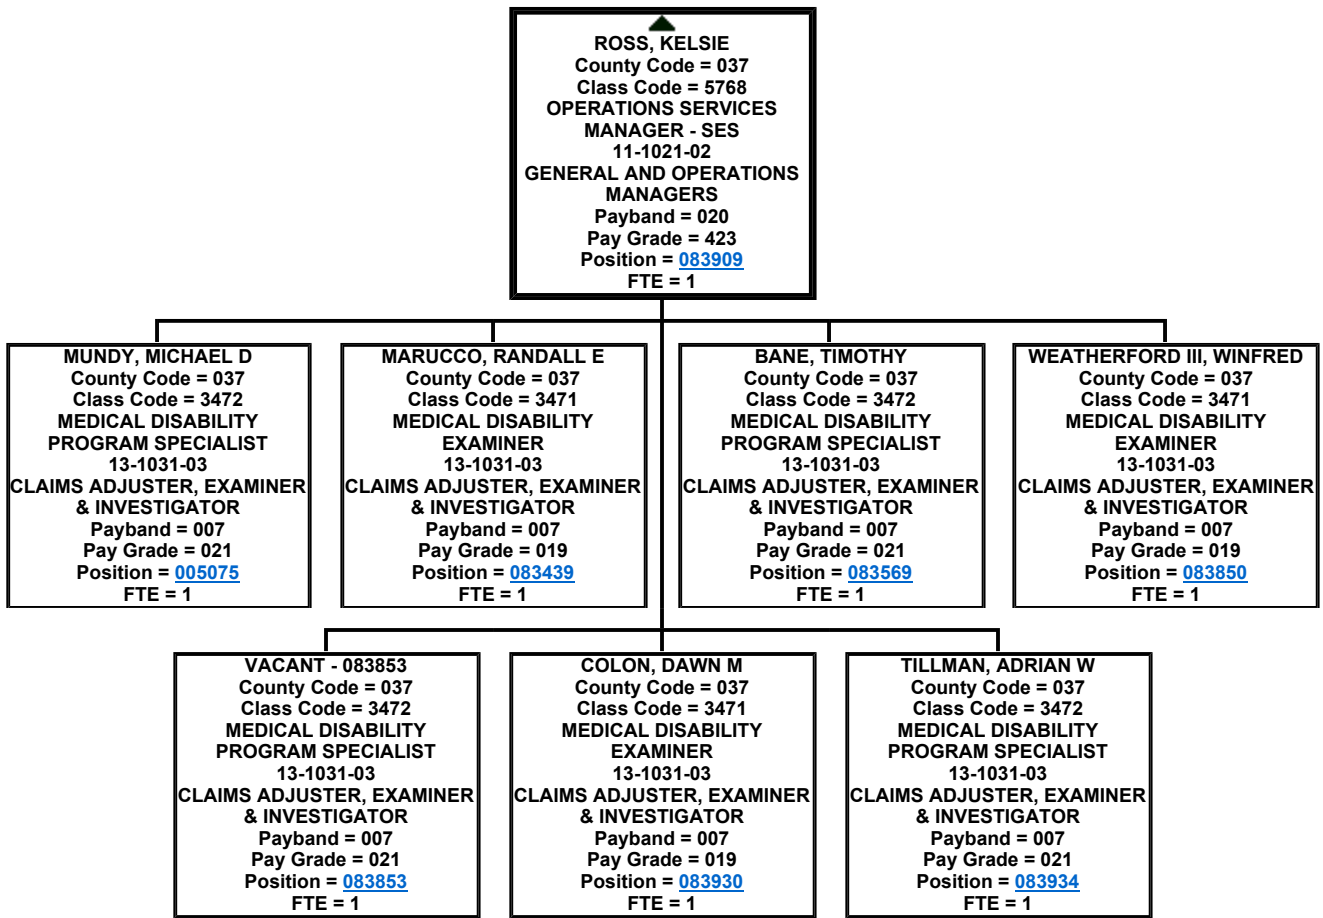 ROSS, KELSIE
County Code = 037
Class Code = 5768
OPERATIONS SERVICES
MANAGER - SES
11-1021-02
GENERAL AND OPERATIONS
MANAGERS
Payband = 020
Pay Grade = 423
Position = 083909
FTE = 1
MUNDY, MICHAEL D
County Code = 037
Class Code = 3472
MEDICAL DISABILITY
PROGRAM SPECIALIST
13-1031-03
CLAIMS ADJUSTER, EXAMINER
& INVESTIGATOR
Payband = 007
Pay Grade = 021
Position = 005075
FTE = 1
MARUCCO, RANDALL E
County Code = 037
Class Code = 3471
MEDICAL DISABILITY
EXAMINER
13-1031-03
CLAIMS ADJUSTER, EXAMINER
& INVESTIGATOR
Payband = 007
Pay Grade = 019
Position = 083439
FTE = 1
BANE, TIMOTHY
County Code = 037
Class Code = 3472
MEDICAL DISABILITY
PROGRAM SPECIALIST
13-1031-03
CLAIMS ADJUSTER, EXAMINER
& INVESTIGATOR
Payband = 007
Pay Grade = 021
Position = 083569
FTE = 1
WEATHERFORD III, WINFRED
County Code = 037
Class Code = 3471
MEDICAL DISABILITY
EXAMINER
13-1031-03
CLAIMS ADJUSTER, EXAMINER
& INVESTIGATOR
Payband = 007
Pay Grade = 019
Position = 083850
FTE = 1
VACANT - 083853
County Code = 037
Class Code = 3472
MEDICAL DISABILITY
PROGRAM SPECIALIST
13-1031-03
CLAIMS ADJUSTER, EXAMINER
& INVESTIGATOR
Payband = 007
Pay Grade = 021
Position = 083853
FTE = 1
COLON, DAWN M
County Code = 037
Class Code = 3471
MEDICAL DISABILITY
EXAMINER
13-1031-03
CLAIMS ADJUSTER, EXAMINER
& INVESTIGATOR
Payband = 007
Pay Grade = 019
Position = 083930
FTE = 1
TILLMAN, ADRIAN W
County Code = 037
Class Code = 3472
MEDICAL DISABILITY
PROGRAM SPECIALIST
13-1031-03
CLAIMS ADJUSTER, EXAMINER
& INVESTIGATOR
Payband = 007
Pay Grade = 021
Position = 083934
FTE = 1